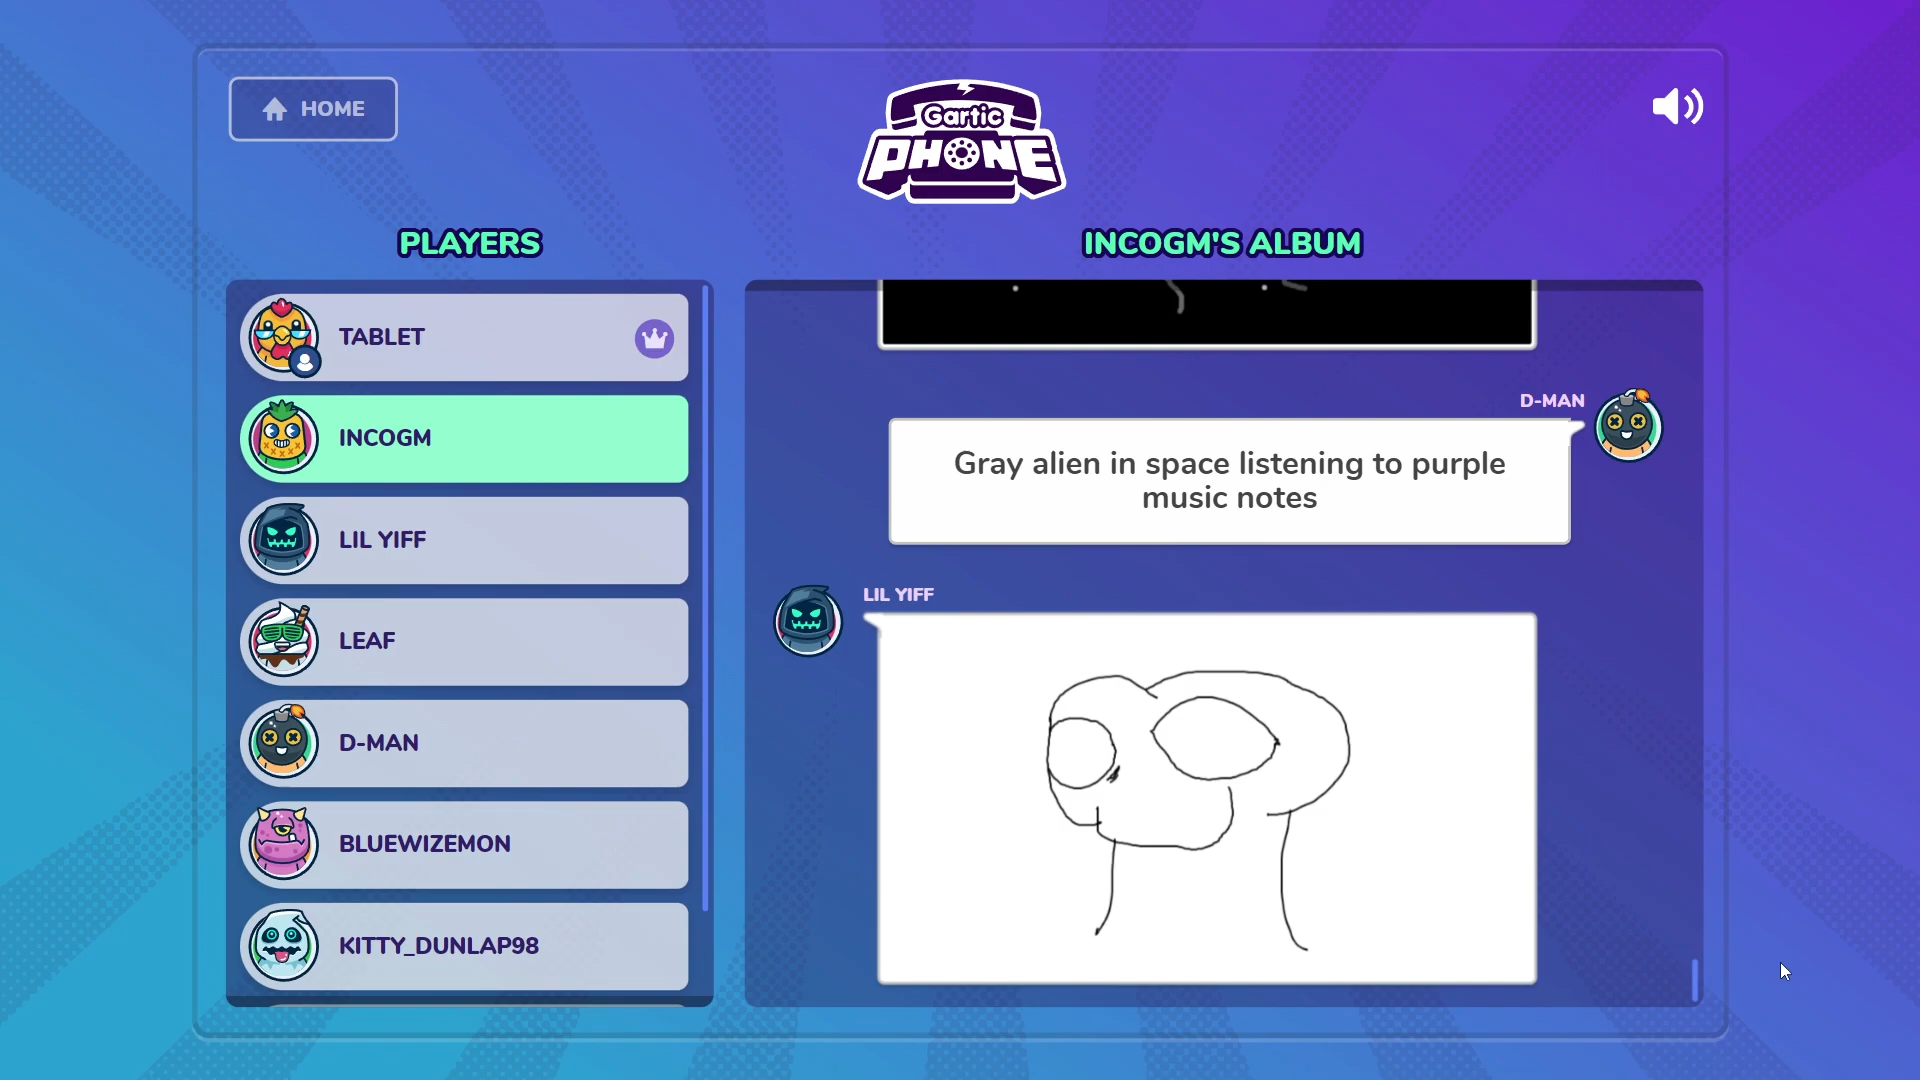 HOME
Gartic
PHONE
PLAYERS
INCOGM'S ALBUM
TABLET
INCOGM
LIL YIFF
LEAF
D-MAN
BLUEWIZEMON
KITTY_DUNLAP98
D-MAN
Gray alien in space listening to purple
music notes
LIL YIFF